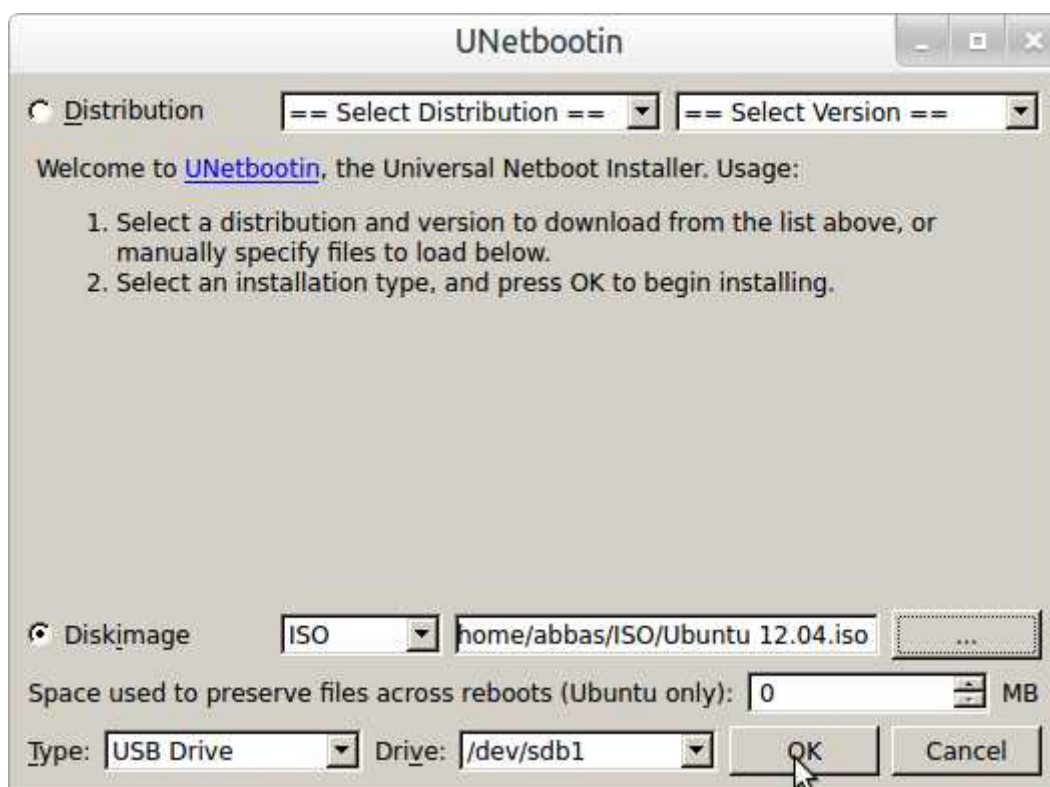 UNetbootin
Distribution == Select Distribution == == Select Version ==
Welcome to UNetbootin, the Universal Netboot Installer. Usage:
1. Select a distribution and version to download from the list above, or
manually specify files to load below.
2. Select an installation type, and press OK to begin installing.
Diskimage ISO home/abbas/ISO/Ubuntu 12.04.iso ...
Space used to preserve files across reboots (Ubuntu only): 0 MB
Type: USB Drive Drive: /dev/sdb1 OK Cancel